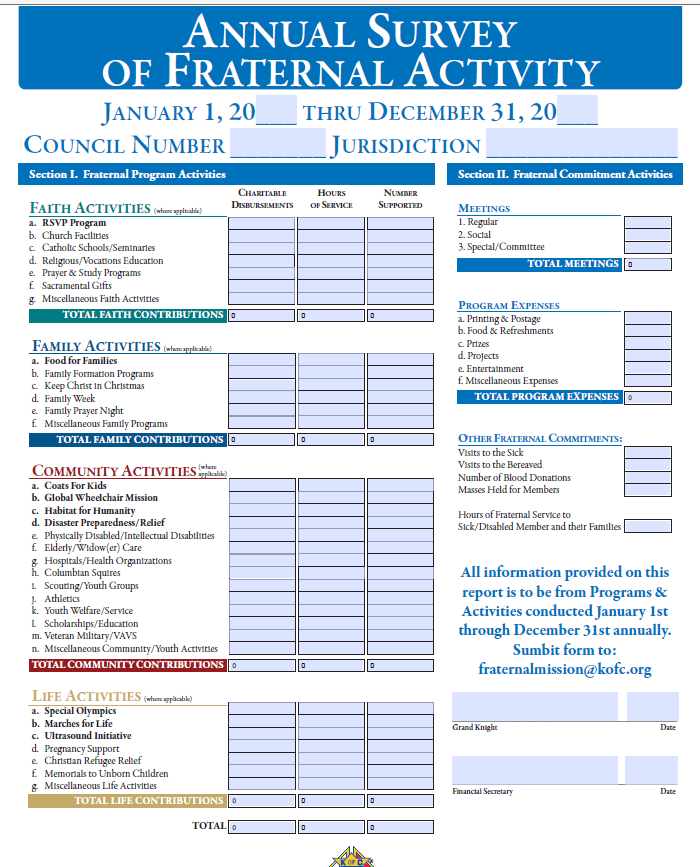 ANNUAL SURVEY
OF FRATERNAL ACTIVITY
JANUARY 1, 20___ THRU DECEMBER 31, 20___
COUNCIL NUMBER _______ JURISDICTION ______________
Section I. Fraternal Program Activities
CHARITABLE DISBURSEMENTS HOURS OF SERVICE NUMBER SUPPORTED
FAITH ACTIVITIES (where applicable)
a. RSVP Program
b. Church Facilities
c. Catholic Schools/Seminaries
d. Religious/Vocations Education
e. Prayer & Study Programs
f. Sacramental Gifts
g. Miscellaneous Faith Activities
TOTAL FAITH CONTRIBUTIONS 0 0 0
FAMILY ACTIVITIES (where applicable)
a. Food for Families
b. Family Formation Programs
c. Keep Christ in Christmas
d. Family Week
e. Family Prayer Night
f. Miscellaneous Family Programs
TOTAL FAMILY CONTRIBUTIONS 0 0 0
COMMUNITY ACTIVITIES (where applicable)
a. Coats For Kids
b. Global Wheelchair Mission
c. Habitat for Humanity
d. Disaster Preparedness/Relief
e. Physically Disabled/Intellectual Disabilities
f. Elderly/Widow(er) Care
g. Hospitals/Health Organizations
h. Columbian Squires
i. Scouting/Youth Groups
j. Athletics
k. Youth Welfare/Service
l. Scholarships/Education
m. Veteran Military/VAVS
n. Miscellaneous Community/Youth Activities
TOTAL COMMUNITY CONTRIBUTIONS 0 0 0
LIFE ACTIVITIES (where applicable)
a. Special Olympics
b. Marches for Life
c. Ultrasound Initiative
d. Pregnancy Support
e. Christian Refugee Relief
f. Memorials to Unborn Children
g. Miscellaneous Life Activities
TOTAL LIFE CONTRIBUTIONS 0 0 0
TOTAL 0 0 0
Section II. Fraternal Commitment Activities
MEETINGS
1. Regular
2. Social
3. Special/Committee
TOTAL MEETINGS 0
PROGRAM EXPENSES
a. Printing & Postage
b. Food & Refreshments
c. Prizes
d. Projects
e. Entertainment
f. Miscellaneous Expenses
TOTAL PROGRAM EXPENSES 0
OTHER FRATERNAL COMMITMENTS:
Visits to the Sick
Visits to the Bereaved
Number of Blood Donations
Masses Held for Members
Hours of Fraternal Service to
Sick/Disabled Member and their Families
All information provided on this
report is to be from Programs &
Activities conducted January 1st
through December 31st annually.
Sumbit form to:
fraternalmission@kofc.org
Grand Knight Date
Financial Secretary Date
K OF C